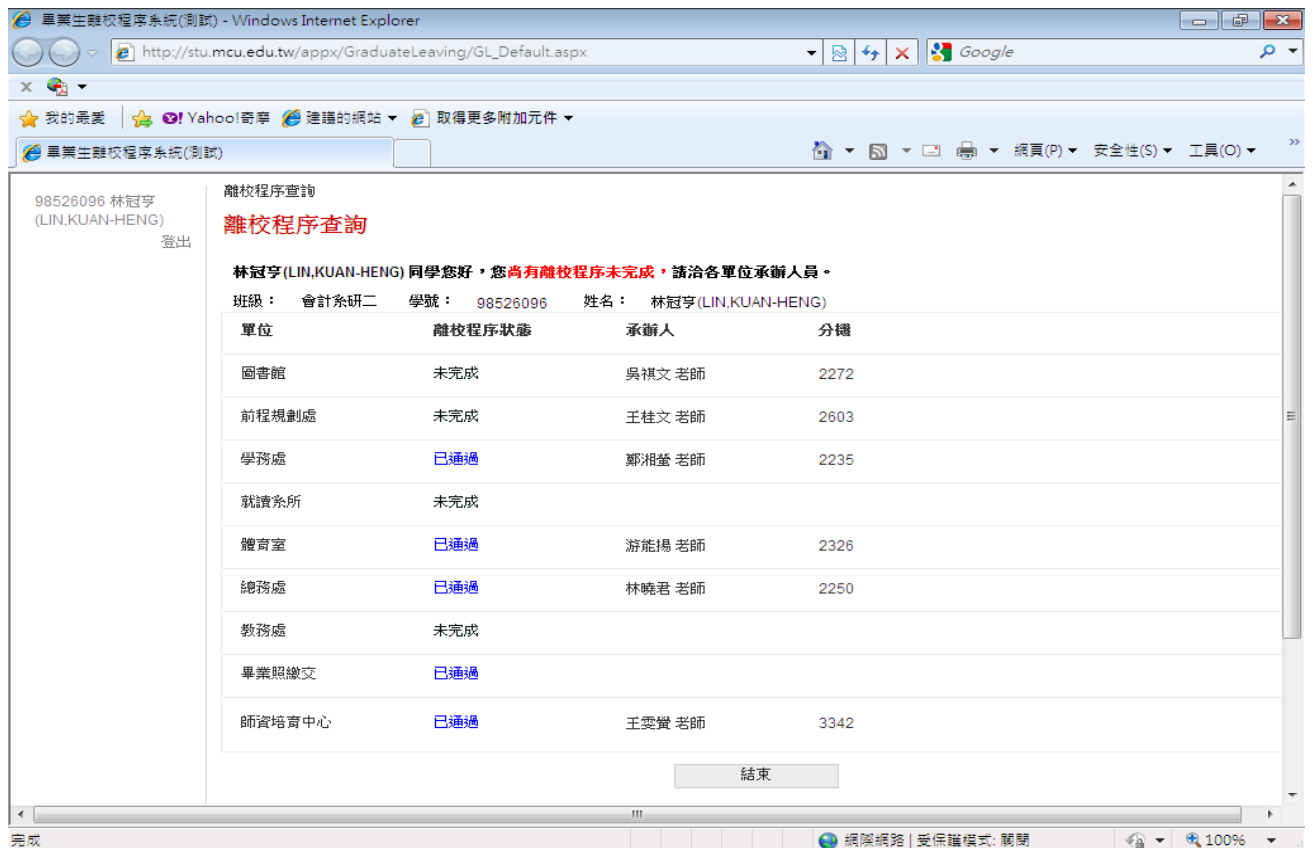 畢業生離校程序系統(測試) - Windows Internet Explorer
http://stu.mcu.edu.tw/appx/GraduateLeaving/GL_Default.aspx
Google
我的最愛 Yahoo!奇摩 建議的網站 取得更多附加元件
畢業生離校程序系統(測試) 網頁(P) 安全性(S) 工具(O) »
98526096 林冠亨
(LIN,KUAN-HENG)
登出
離校程序查詢
離校程序查詢
林冠亨(LIN,KUAN-HENG) 同學您好,您尚有離校程序未完成,請洽各單位承辦人員。
班級: 會計系研二 學號: 98526096 姓名: 林冠亨(LIN,KUAN-HENG)
單位 離校程序狀態 承辦人 分機
圖書館 未完成 吳祺文 老師 2272
前程規劃處 未完成 王桂文 老師 2603
學務處 已通過 鄭湘螢 老師 2235
就讀系所 未完成
體育室 已通過 游能揚 老師 2326
總務處 已通過 林曉君 老師 2250
教務處 未完成
畢業照繳交 已通過
師資培育中心 已通過 王雯 老師 3342
結束
完成 網際網路 | 受保護模式: 關閉 100%